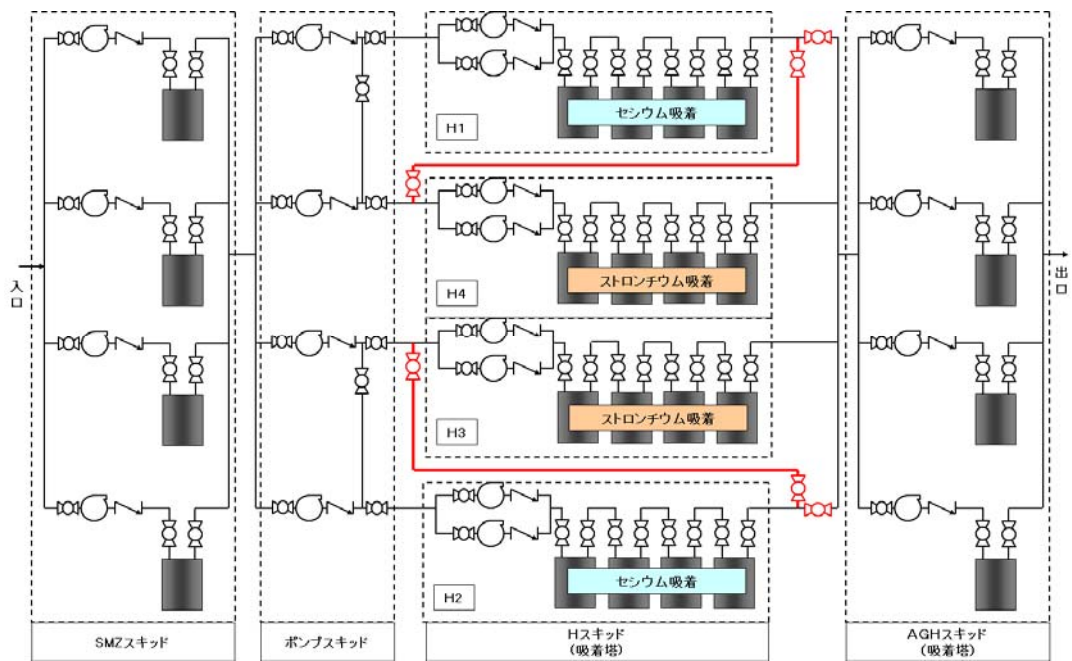 入口
セシウム吸着
H1
ストロンチウム吸着
H4
ストロンチウム吸着
H3
セシウム吸着
H2
出口
SMZスキッド
ポンプスキッド
Hスキッド
(吸着塔)
AGHスキッド
(吸着塔)